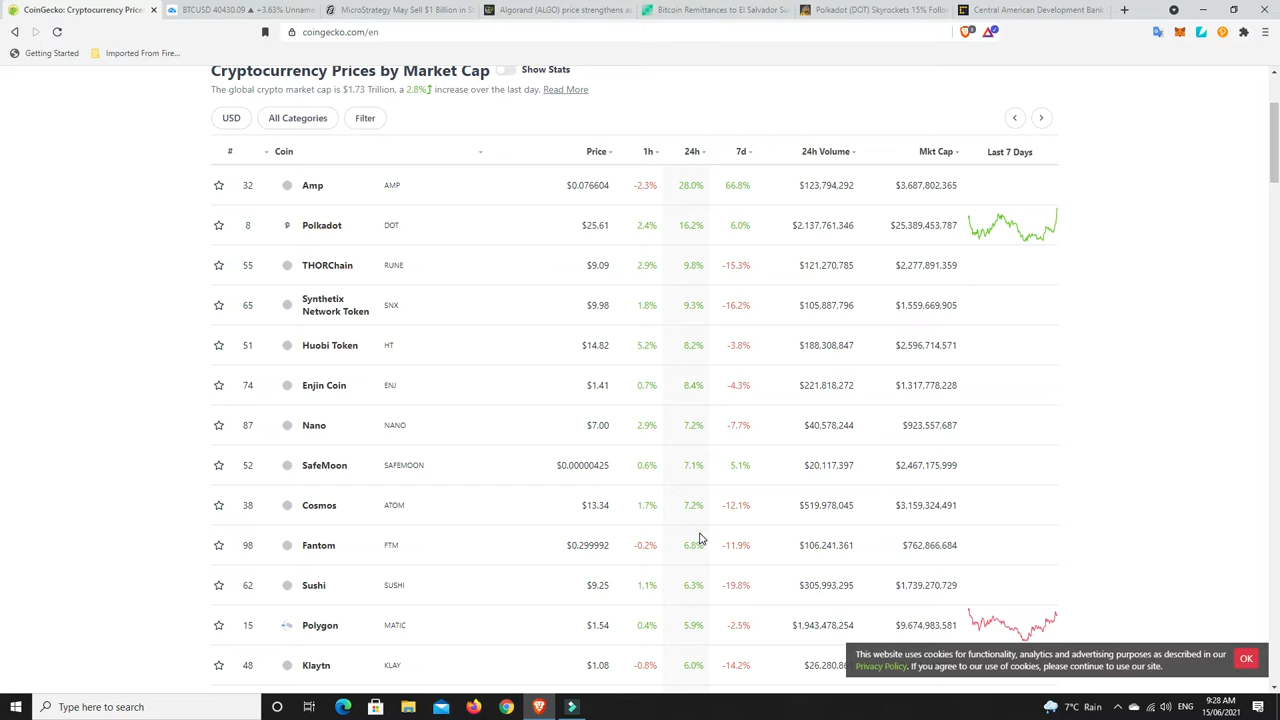 CoinGecko: Cryptocurrency Price
BTCUSD 40430.09 ▲ +3.63% Unname
MicroStrategy May Sell $1 Billion in St
Algorand (ALGO) price strengthens as
Bitcoin Remittances to El Salvador Su
Polkadot (DOT) Skyrockets 15% Follow
Central American Development Bank
coingecko.com/en
Getting Started
Imported From Fire...
Cryptocurrency Prices by Market Cap
Show Stats
The global crypto market cap is $1.73 Trillion, a 2.8% increase over the last day. Read More
USD All Categories Filter
# Coin Price 1h 24h 7d 24h Volume Mkt Cap Last 7 Days
32 Amp AMP $0.076604 -2.3% 28.0% 66.8% $123,794,292 $3,687,802,365
8 Polkadot DOT $25.61 2.4% 16.2% 6.0% $2,137,761,346 $25,389,453,787
55 THORChain RUNE $9.09 2.9% 9.8% -15.3% $121,270,785 $2,277,891,359
65 Synthetix Network Token SNX $9.98 1.8% 9.3% -16.2% $105,887,796 $1,559,669,905
51 Huobi Token HT $14.82 5.2% 8.2% -3.8% $188,308,847 $2,596,714,571
74 Enjin Coin ENJ $1.41 0.7% 8.4% -4.3% $221,818,272 $1,317,778,228
87 Nano NANO $7.00 2.9% 7.2% -7.7% $40,578,244 $923,557,687
52 SafeMoon SAFEMOON $0.00000425 0.6% 7.1% 5.1% $20,117,397 $2,467,175,999
38 Cosmos ATOM $13.34 1.7% 7.2% -12.1% $519,978,045 $3,159,324,491
98 Fantom FTM $0.299992 -0.2% 6.8% -11.9% $106,241,361 $762,866,684
62 Sushi SUSHI $9.25 1.1% 6.3% -19.8% $305,993,295 $1,739,270,729
15 Polygon MATIC $1.54 0.4% 5.9% -2.5% $1,943,478,254 $9,674,983,581
48 Klaytn KLAY $1.08 -0.8% 6.0% -14.2% $26,280,8
This website uses cookies for functionality, analytics and advertising purposes as described in our
Privacy Policy. If you agree to our use of cookies, please continue to use our site.
OK
Type here to search
7°C Rain
ENG
9:28 AM
15/06/2021